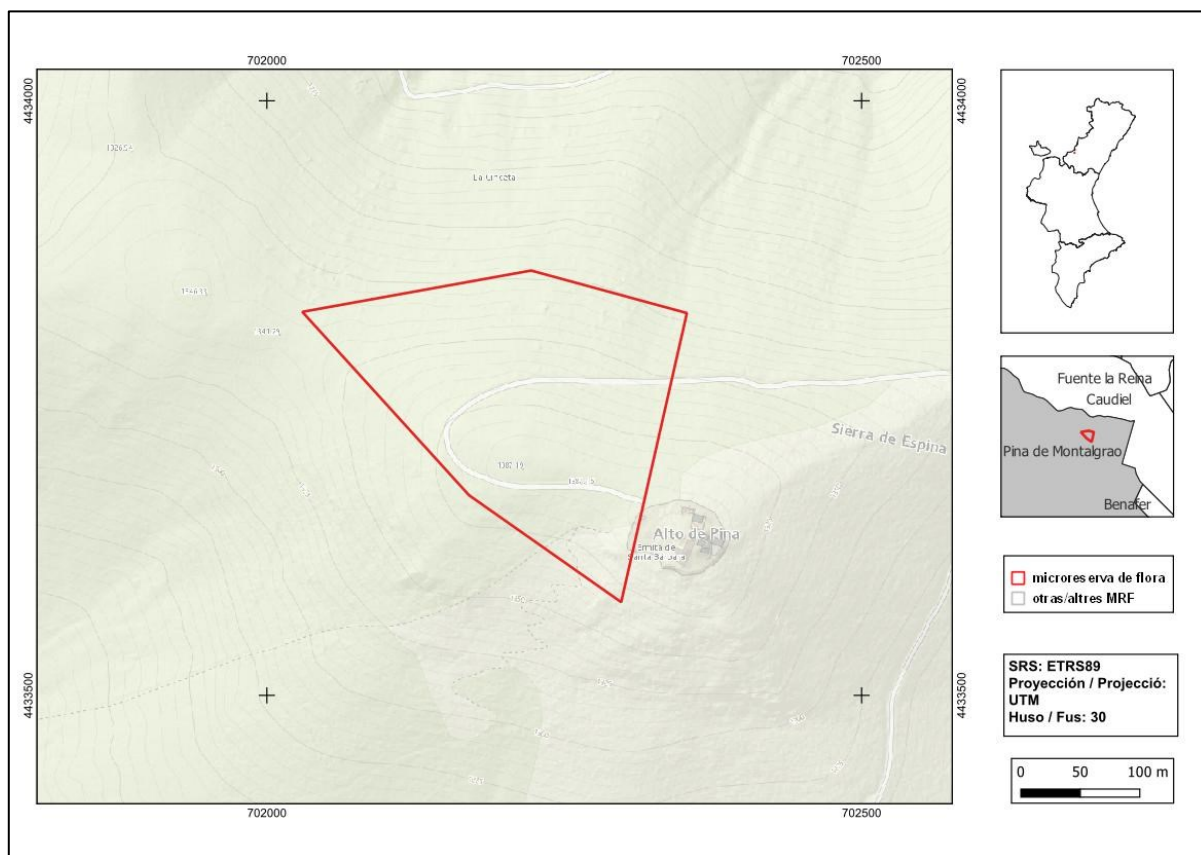 702000
702500
4434000
4434000
La Umbría
Sierra de Espina
Alto de Pina
Ermita de
Santa Bárbara
4433500
4433500
702000
702500
Fuente la Reina
Caudiel
Pina de Montalgrao
Benafer
microreserva de flora
otras/altres MRF
SRS: ETRS89
Proyección / Projecció:
UTM
Huso / Fus: 30
0 50 100 m